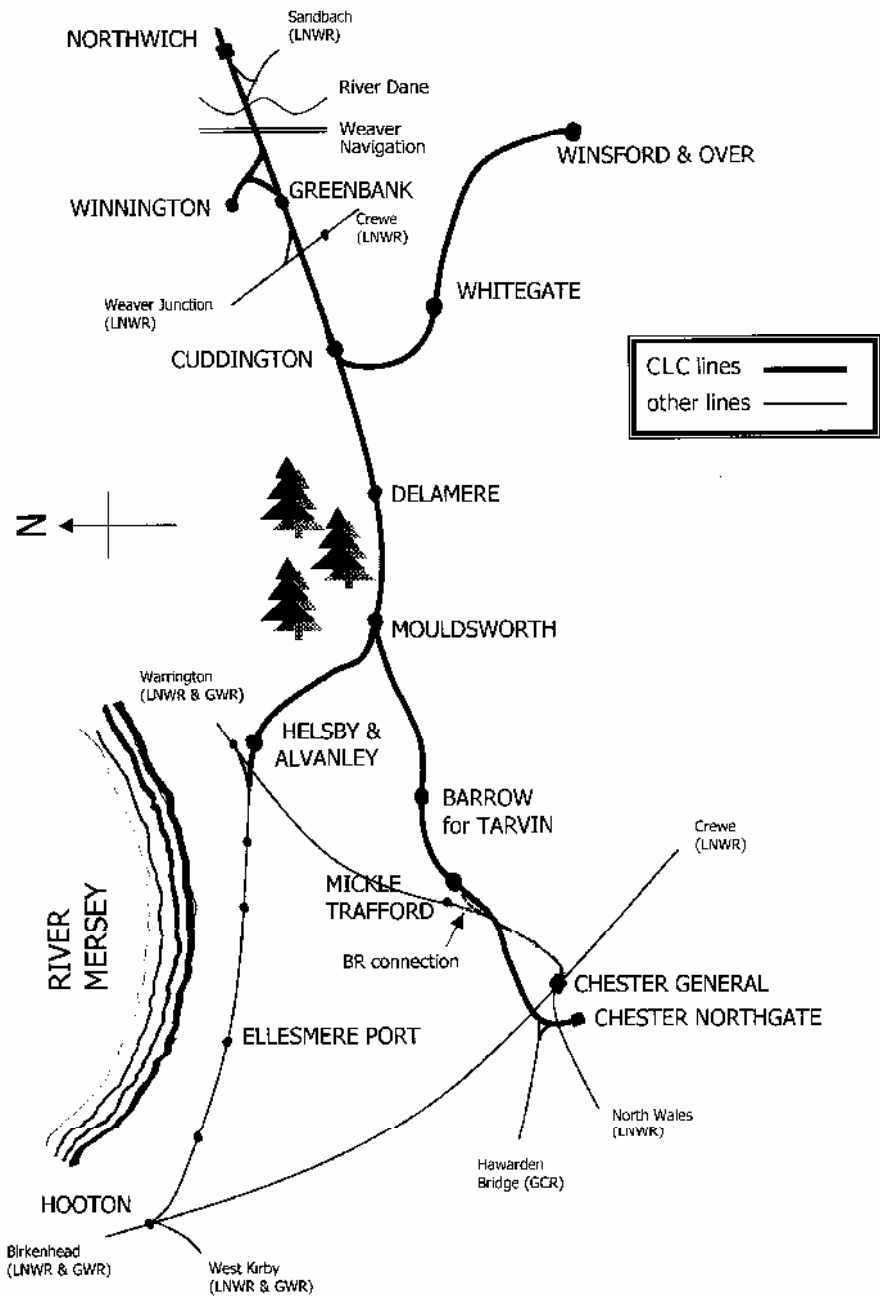 Sandbach
(LNWR)
NORTHWICH
River Dane
Weaver
Navigation
WINSFORD & OVER
GREENBANK
WINNINGTON
Crewe
(LNWR)
WHITEGATE
Weaver Junction
(LNWR)
CUDDINGTON
CLC lines
other lines
DELAMERE
N
MOULDSWORTH
Warrington
(LNWR & GWR)
HELSBY &
ALVANLEY
BARROW
for TARVIN
Crewe
(LNWR)
MICKLE
TRAFFORD
RIVER
MERSEY
BR connection
CHESTER GENERAL
CHESTER NORTHGATE
ELLESMERE PORT
North Wales
(LNWR)
Hawarden
Bridge (GCR)
HOOTON
Birkenhead
(LNWR & GWR)
West Kirby
(LNWR & GWR)